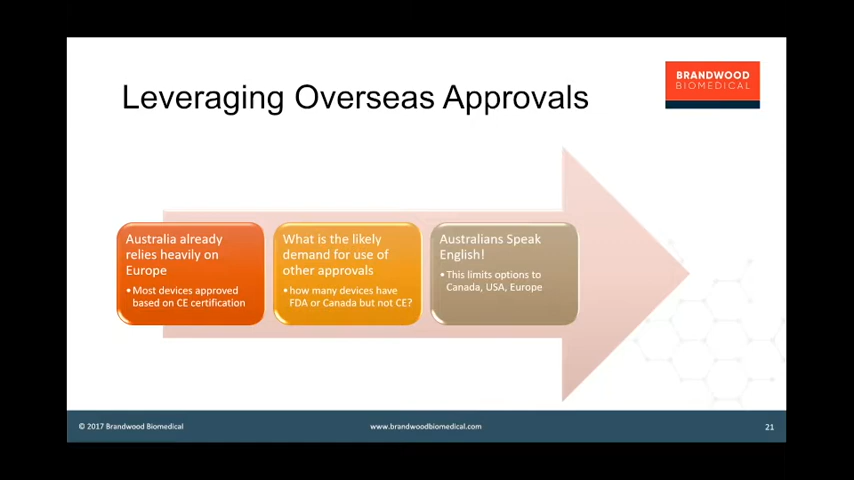 Leveraging Overseas Approvals
BRANDWOOD
BIOMEDICAL
Australia already
relies heavily on
Europe
•Most devices approved
based on CE certification
What is the likely
demand for use of
other approvals
•how many devices have
FDA or Canada but not CE?
Australians Speak
English!
•This limits options to
Canada, USA, Europe
© 2017 Brandwood Biomedical
www.brandwoodbiomedical.com
21